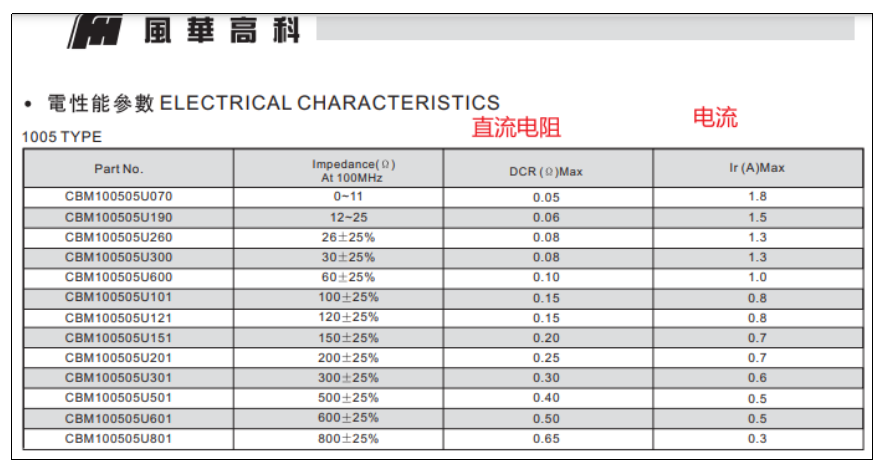 風華高科
• 電性能參數 ELECTRICAL CHARACTERISTICS
直流电阻
电流
1005 TYPE
Part No. Impedance(Ω) At 100MHz DCR (Ω)Max Ir (A)Max
CBM100505U070 0~11 0.05 1.8
CBM100505U190 12~25 0.06 1.5
CBM100505U260 26±25% 0.08 1.3
CBM100505U300 30±25% 0.08 1.3
CBM100505U600 60±25% 0.10 1.0
CBM100505U101 100±25% 0.15 0.8
CBM100505U121 120±25% 0.15 0.8
CBM100505U151 150±25% 0.20 0.7
CBM100505U201 200±25% 0.25 0.7
CBM100505U301 300±25% 0.30 0.6
CBM100505U501 500±25% 0.40 0.5
CBM100505U601 600±25% 0.50 0.5
CBM100505U801 800±25% 0.65 0.3